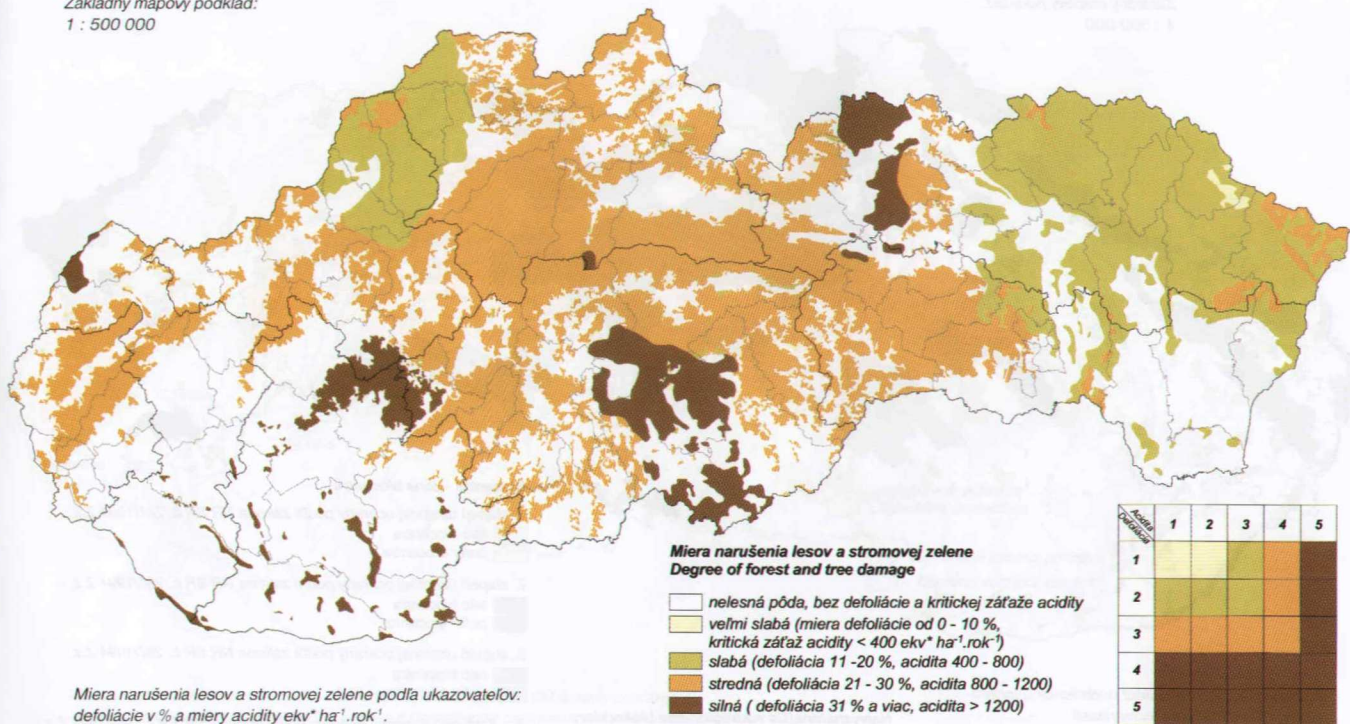 Základný mapový podklad:
1 : 500 000
Miera narušenia lesov a stromovej zelene
Degree of forest and tree damage
nelesná pôda, bez defoliácie a kritickej záťaže acidity
veľmi slabá (miera defoliácie od 0 - 10 %,
kritická záťaž acidity < 400 ekv* ha⁻¹.rok⁻¹)
slabá (defoliácia 11 -20 %, acidita 400 - 800)
stredná (defoliácia 21 - 30 %, acidita 800 - 1200)
silná ( defoliácia 31 % a viac, acidita > 1200)
Acidita
Defoliácia
1 2 3 4 5
1
2
3
4
5
Miera narušenia lesov a stromovej zelene podľa ukazovateľov:
defoliácie v % a miery acidity ekv* ha⁻¹.rok⁻¹.